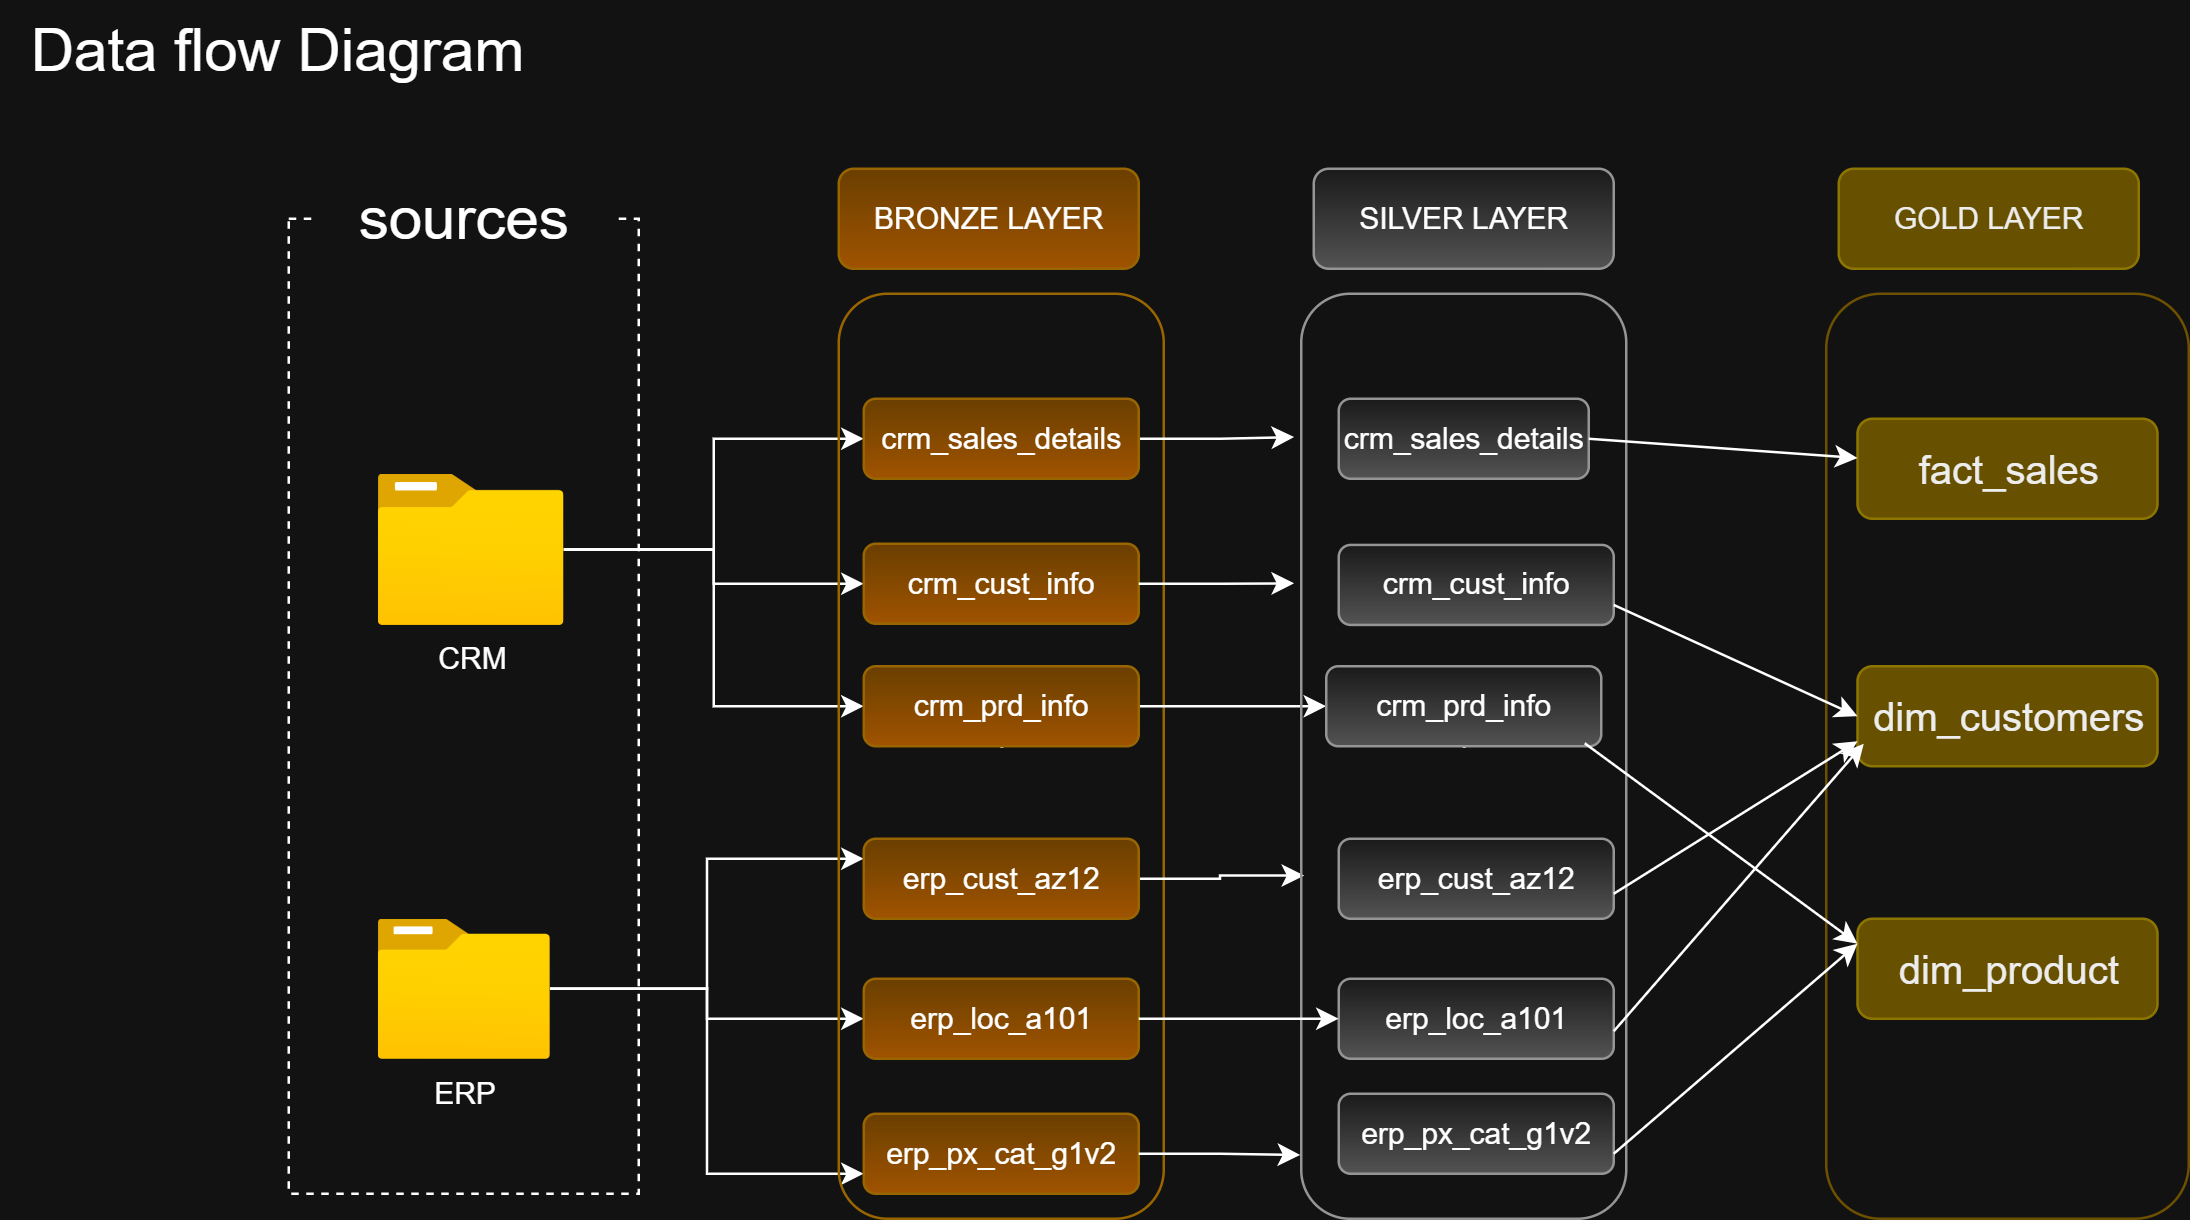 Data flow Diagram
sources
BRONZE LAYER
SILVER LAYER
GOLD LAYER
crm_sales_details
crm_sales_details
fact_sales
crm_cust_info
crm_cust_info
CRM
crm_prd_info
crm_prd_info
dim_customers
erp_cust_az12
erp_cust_az12
dim_product
erp_loc_a101
erp_loc_a101
ERP
erp_px_cat_g1v2
erp_px_cat_g1v2